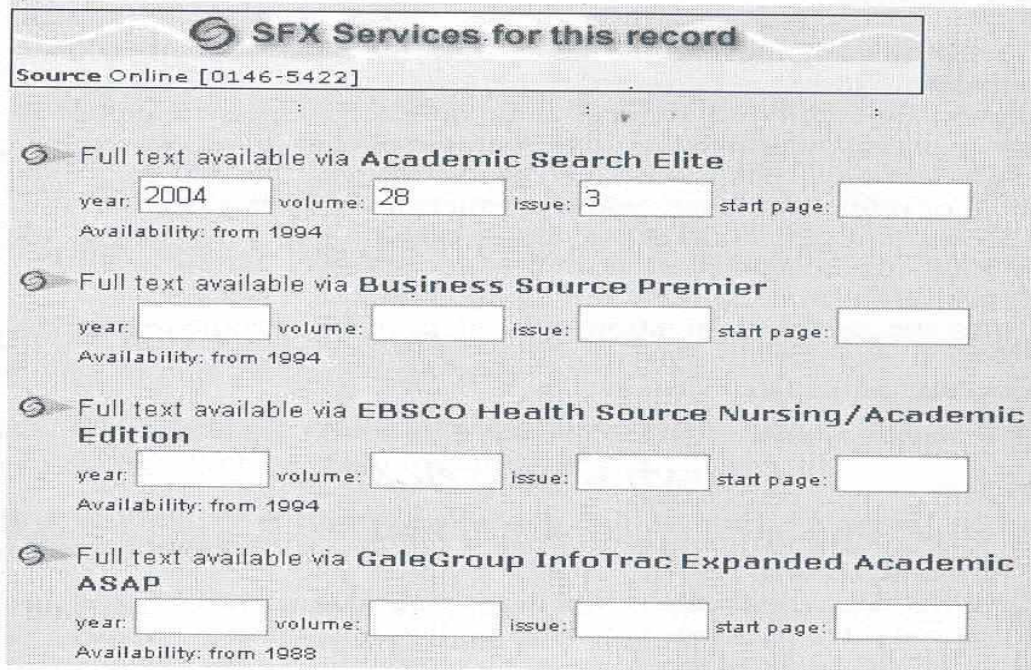 SFX Services for this record
Source Online [0146-5422]
Full text available via Academic Search Elite
year: 2004 volume: 28 issue: 3 start page:
Availability: from 1994
Full text available via Business Source Premier
year: volume: issue: start page:
Availability: from 1994
Full text available via EBSCO Health Source Nursing/Academic
Edition
year: volume: issue: start page:
Availability: from 1994
Full text available via GaleGroup InfoTrac Expanded Academic
ASAP
year: volume: issue: start page:
Availability: from 1988